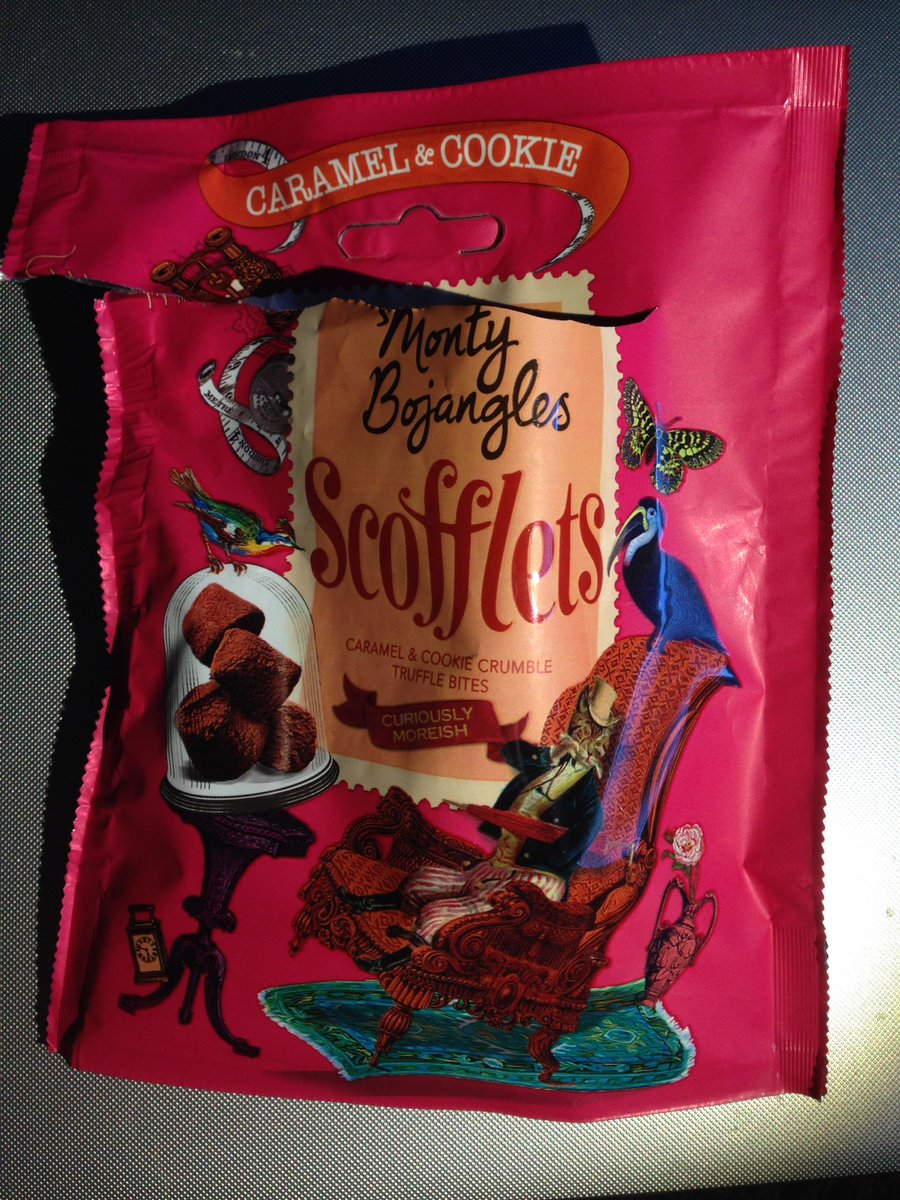 CARAMEL & COOKIE
Monty
Bojangles
Scofflets
CARAMEL & COOKIE CRUMBLE
TRUFFLE BITES
CURIOUSLY
MOREISH